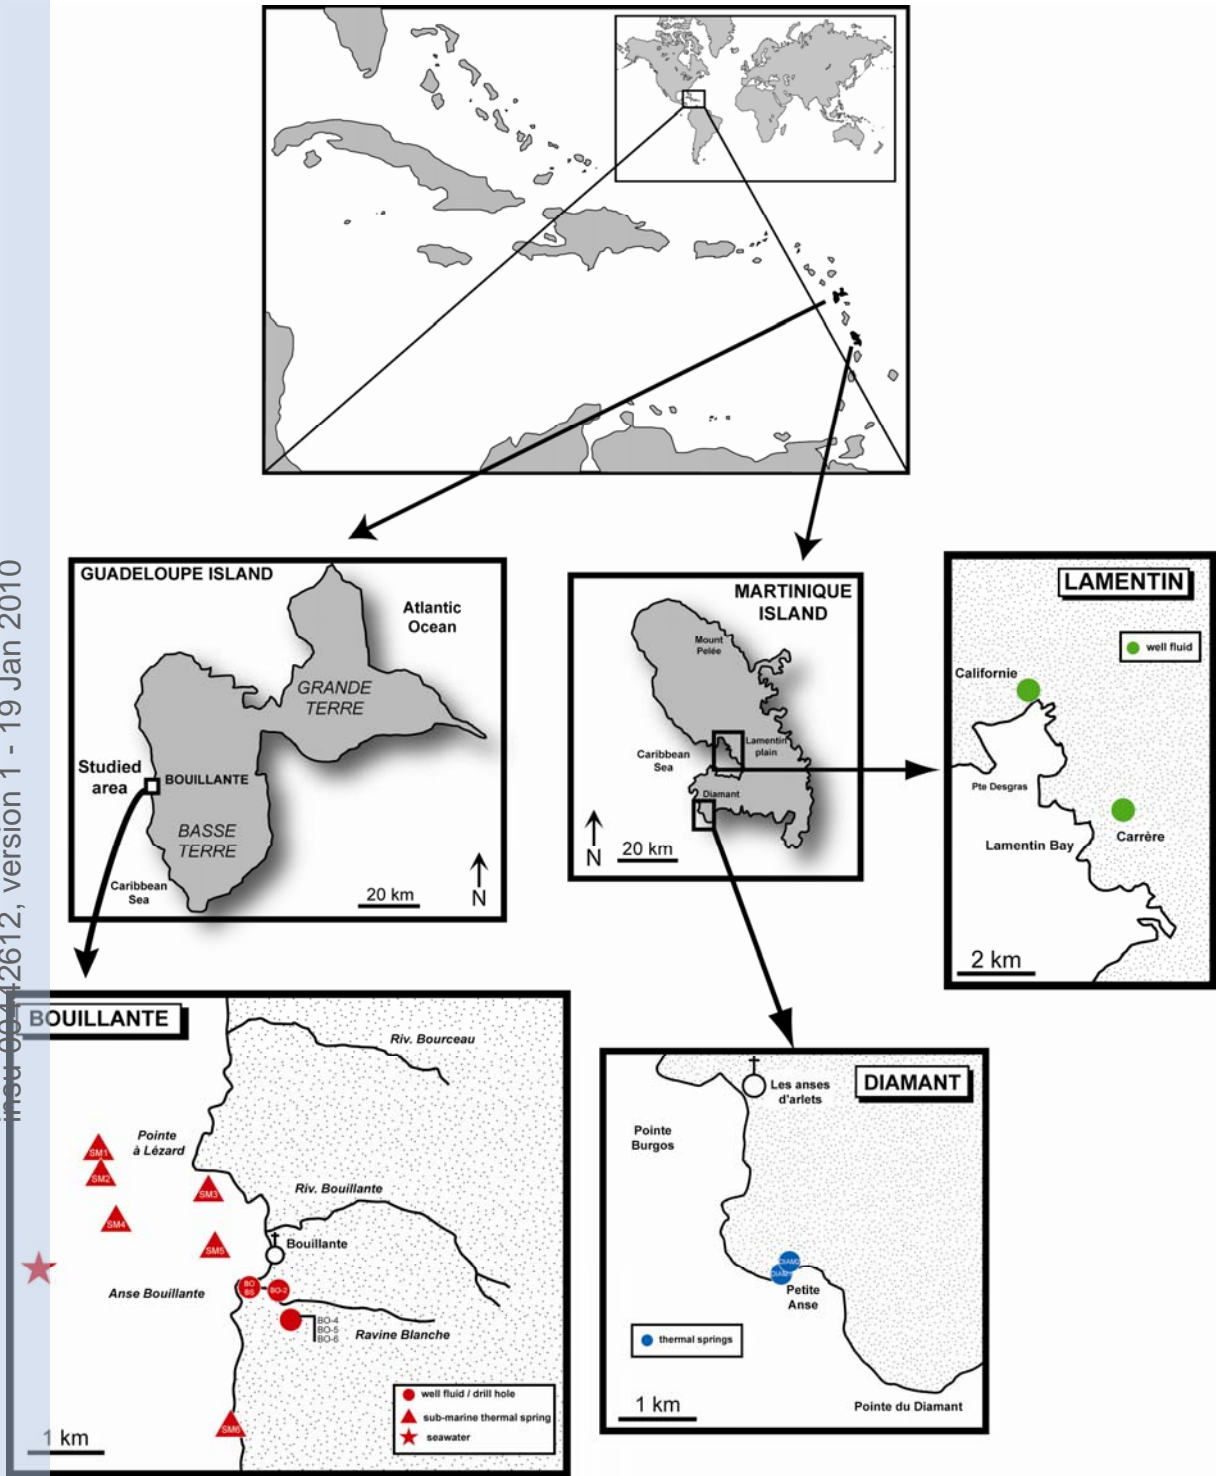 insu-00442612, version 1 - 19 Jan 2010
GUADELOUPE ISLAND
Atlantic
Ocean
GRANDE
TERRE
Studied
area
BOUILLANTE
BASSE
TERRE
Caribbean
Sea
20 km
N
MARTINIQUE
ISLAND
Mount
Pelée
Lamentin
plain
Caribbean
Sea
Diamant
N
20 km
LAMENTIN
well fluid
Californie
Pte Desgras
Carrère
Lamentin Bay
2 km
BOUILLANTE
Riv. Bourceau
Pointe
à Lézard
SM1
SM2
SM3
Riv. Bouillante
SM4
SM5
Bouillante
Anse Bouillante
BO
BS
BO-2
BO-4
BO-5
BO-6
Ravine Blanche
well fluid / drill hole
sub-marine thermal spring
seawater
SM6
1 km
DIAMANT
Les anses
d'arlets
Pointe
Burgos
Petite
Anse
thermal springs
1 km
Pointe du Diamant